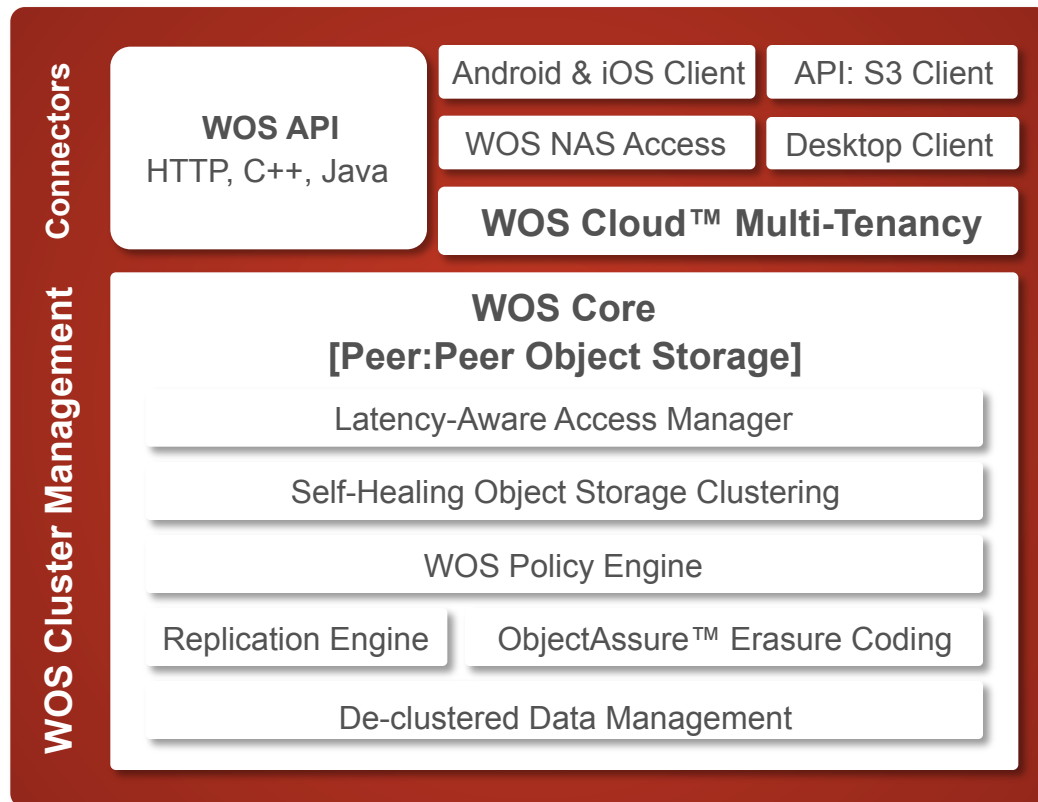 Connectors
WOS API
HTTP, C++, Java
Android & iOS Client
API: S3 Client
WOS NAS Access
Desktop Client
WOS Cloud™ Multi-Tenancy
WOS Cluster Management
WOS Core
[Peer:Peer Object Storage]
Latency-Aware Access Manager
Self-Healing Object Storage Clustering
WOS Policy Engine
Replication Engine
ObjectAssure™ Erasure Coding
De-clustered Data Management